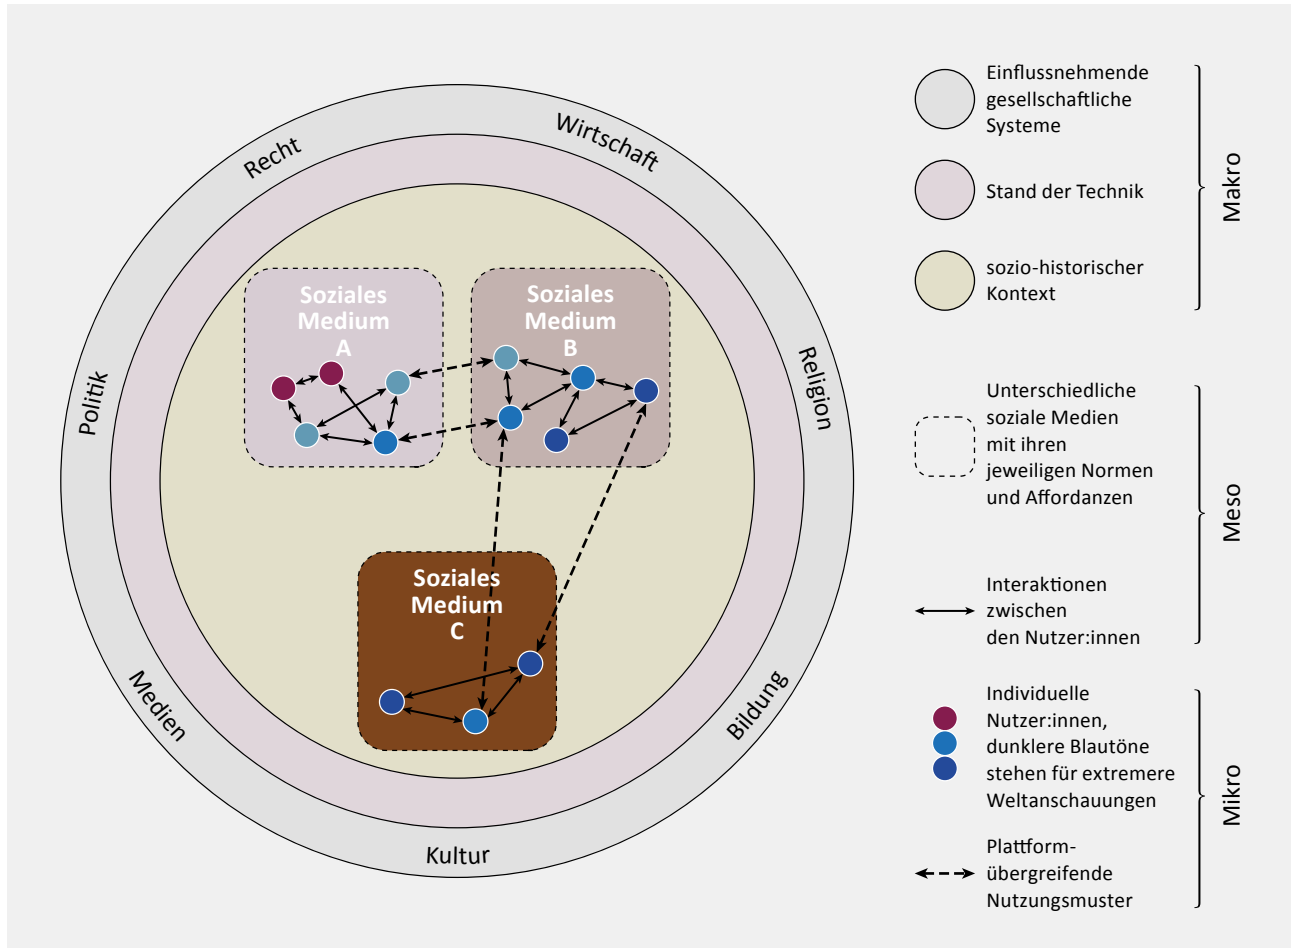 Wirtschaft
Recht
Politik
Religion
Medien
Bildung
Kultur
Soziales
Medium
A
Soziales
Medium
B
Soziales
Medium
C
Einflussnehmende
gesellschaftliche
Systeme
Stand der Technik
sozio-historischer
Kontext
Makro
Unterschiedliche
soziale Medien
mit ihren
jeweiligen Normen
und Affordanzen
Interaktionen
zwischen
den Nutzer:innen
Meso
Individuelle
Nutzer:innen,
dunklere Blautöne
stehen für extremere
Weltanschauungen
Plattform-
übergreifende
Nutzungsmuster
Mikro